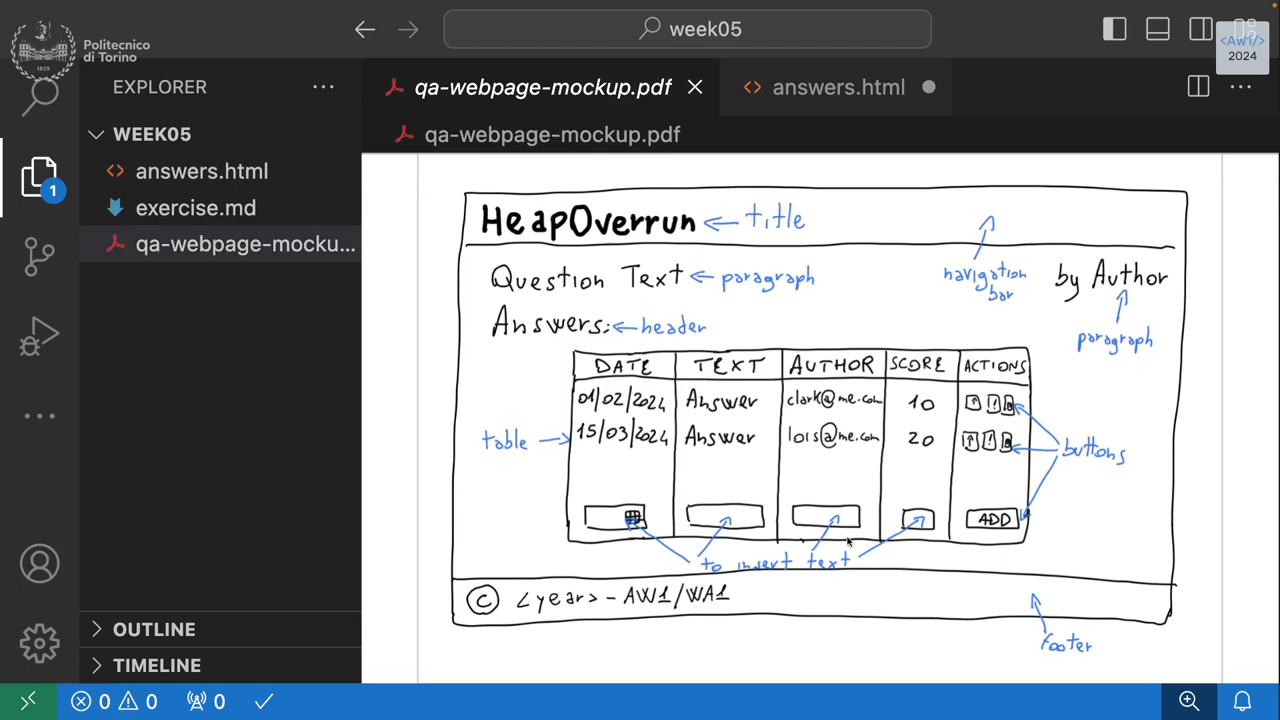 Politecnico
di Torino
1859
week05
<AW1/>
2024
EXPLORER
qa-webpage-mockup.pdf
answers.html
WEEK05
qa-webpage-mockup.pdf
answers.html
exercise.md
qa-webpage-mocku...
HeapOverrun
title
navigation
bar
Question Text
paragraph
by Author
paragraph
Answers:
header
DATE TEXT AUTHOR SCORE ACTIONS
01/02/2024 Answer clark@me.com 10
15/03/2024 Answer lois@me.com 20
table
buttons
ADD
to insert text
© <year> - AW1/WA1
footer
OUTLINE
TIMELINE
0 0 0